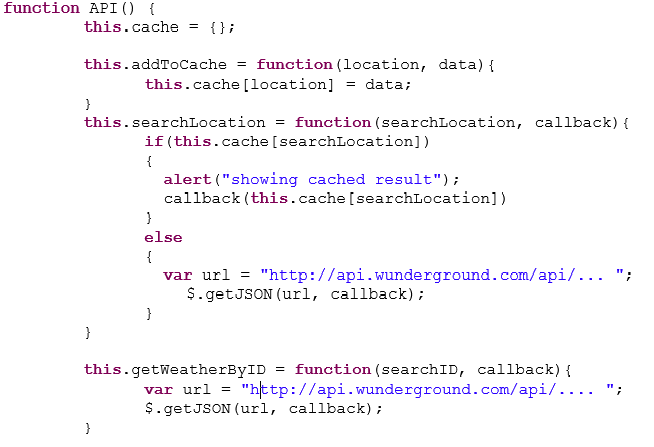 function API() {
this.cache = {};
this.addToCache = function(location, data){
this.cache[location] = data;
}
this.searchLocation = function(searchLocation, callback){
if(this.cache[searchLocation])
{
alert("showing cached result");
callback(this.cache[searchLocation])
}
else
{
var url = "http://api.wunderground.com/api/... ";
$.getJSON(url, callback);
}
}
this.getWeatherByID = function(searchID, callback){
var url = "http://api.wunderground.com/api/.... ";
$.getJSON(url, callback);
}